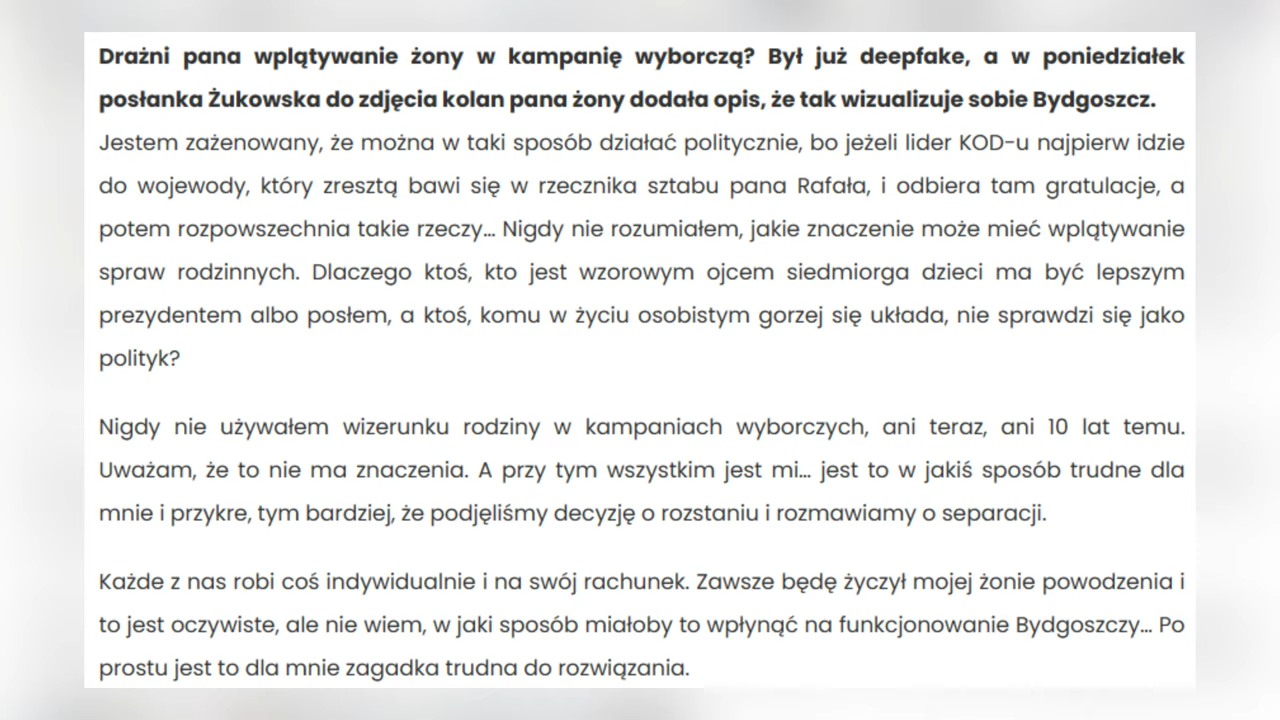 Drażni pana wplątywanie żony w kampanię wyborczą? Był już deepfake, a w poniedziałek
posłanka Żukowska do zdjęcia kolan pana żony dodała opis, że tak wizualizuje sobie Bydgoszcz.
Jestem zażenowany, że można w taki sposób działać politycznie, bo jeżeli lider KOD-u najpierw idzie
do wojewody, który zresztą bawi się w rzecznika sztabu pana Rafała, i odbiera tam gratulacje, a
potem rozpowszechnia takie rzeczy... Nigdy nie rozumiałem, jakie znaczenie może mieć wplątywanie
spraw rodzinnych. Dlaczego ktoś, kto jest wzorowym ojcem siedmiorga dzieci ma być lepszym
prezydentem albo posłem, a ktoś, komu w życiu osobistym gorzej się układa, nie sprawdzi się jako
polityk?
Nigdy nie używałem wizerunku rodziny w kampaniach wyborczych, ani teraz, ani 10 lat temu.
Uważam, że to nie ma znaczenia. A przy tym wszystkim jest mi... jest to w jakiś sposób trudne dla
mnie i przykre, tym bardziej, że podjęliśmy decyzję o rozstaniu i rozmawiamy o separacji.
Każde z nas robi coś indywidualnie i na swój rachunek. Zawsze będę życzył mojej żonie powodzenia i
to jest oczywiste, ale nie wiem, w jaki sposób miałoby to wpłynąć na funkcjonowanie Bydgoszczy... Po
prostu jest to dla mnie zagadka trudna do rozwiązania.